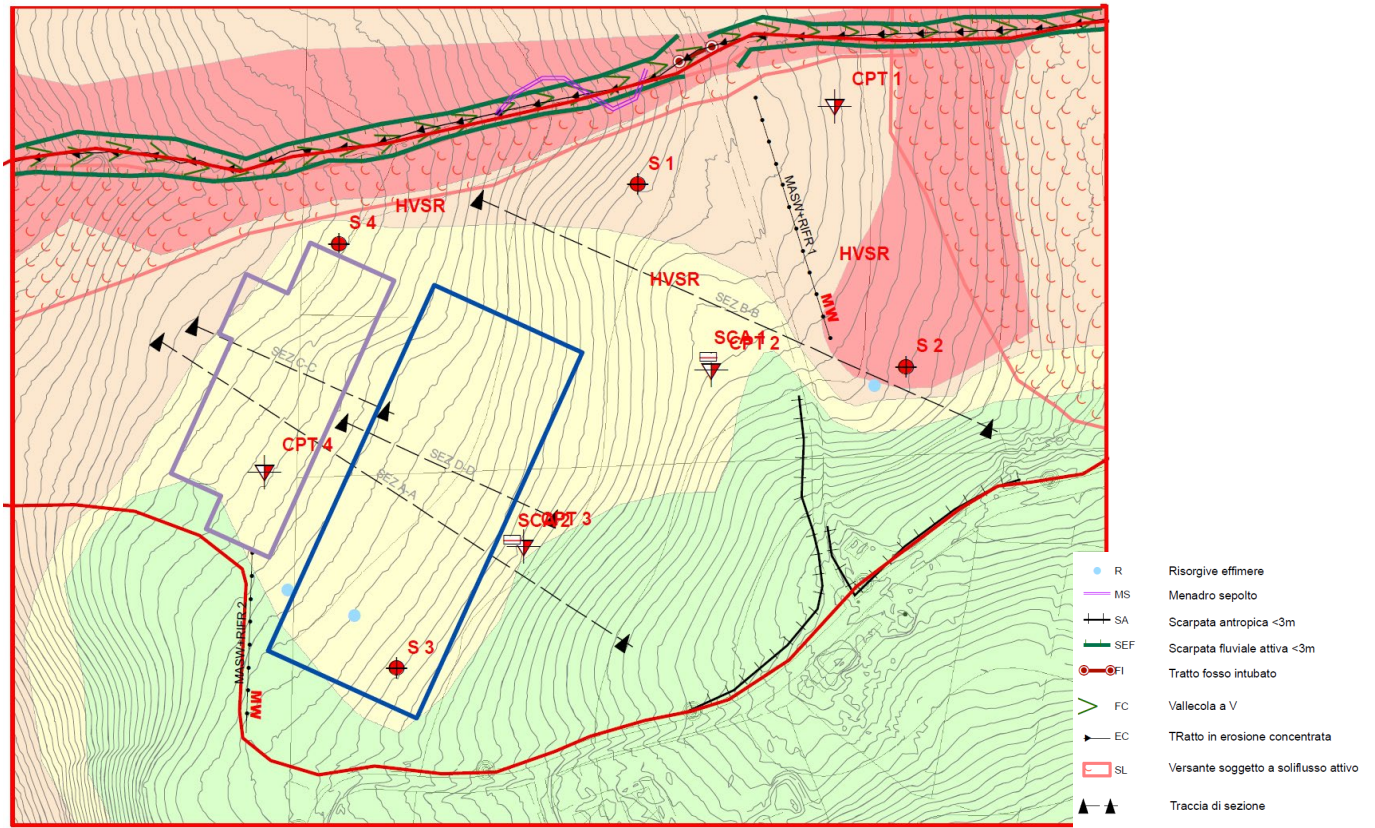 CPT 1
S 1
MASW+RIFR 1
HVSR
S 4
HVSR
HVSR
SEZ B-B
MW
SCA 1
CPT 2
S 2
SEZ C-C
CPT 4
SEZ D-D
SEZ A-A
SCA 2
CPT 3
MASW+RIFR 2
S 3
MW
R Risorgive effimere
MS Menadro sepolto
SA Scarpata antropica <3m
SEF Scarpata fluviale attiva <3m
FI Tratto fosso intubato
FC Vallecola a V
EC TRatto in erosione concentrata
SL Versante soggetto a soliflusso attivo
Traccia di sezione